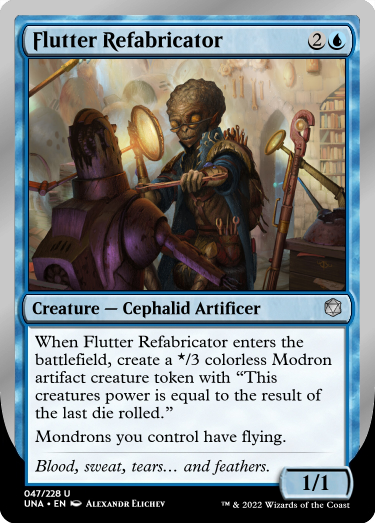 Flutter Refabricator 2
Creature — Cephalid Artificer
When Flutter Refabricator enters the
battlefield, create a */3 colorless Modron
artifact creature token with “This
creatures power is equal to the result of
the last die rolled.”
Mondrons you control have flying.
Blood, sweat, tears… and feathers.
1/1
047/228 U
UNA • EN Alexandr Elichev
™ & 2022 Wizards of the Coast